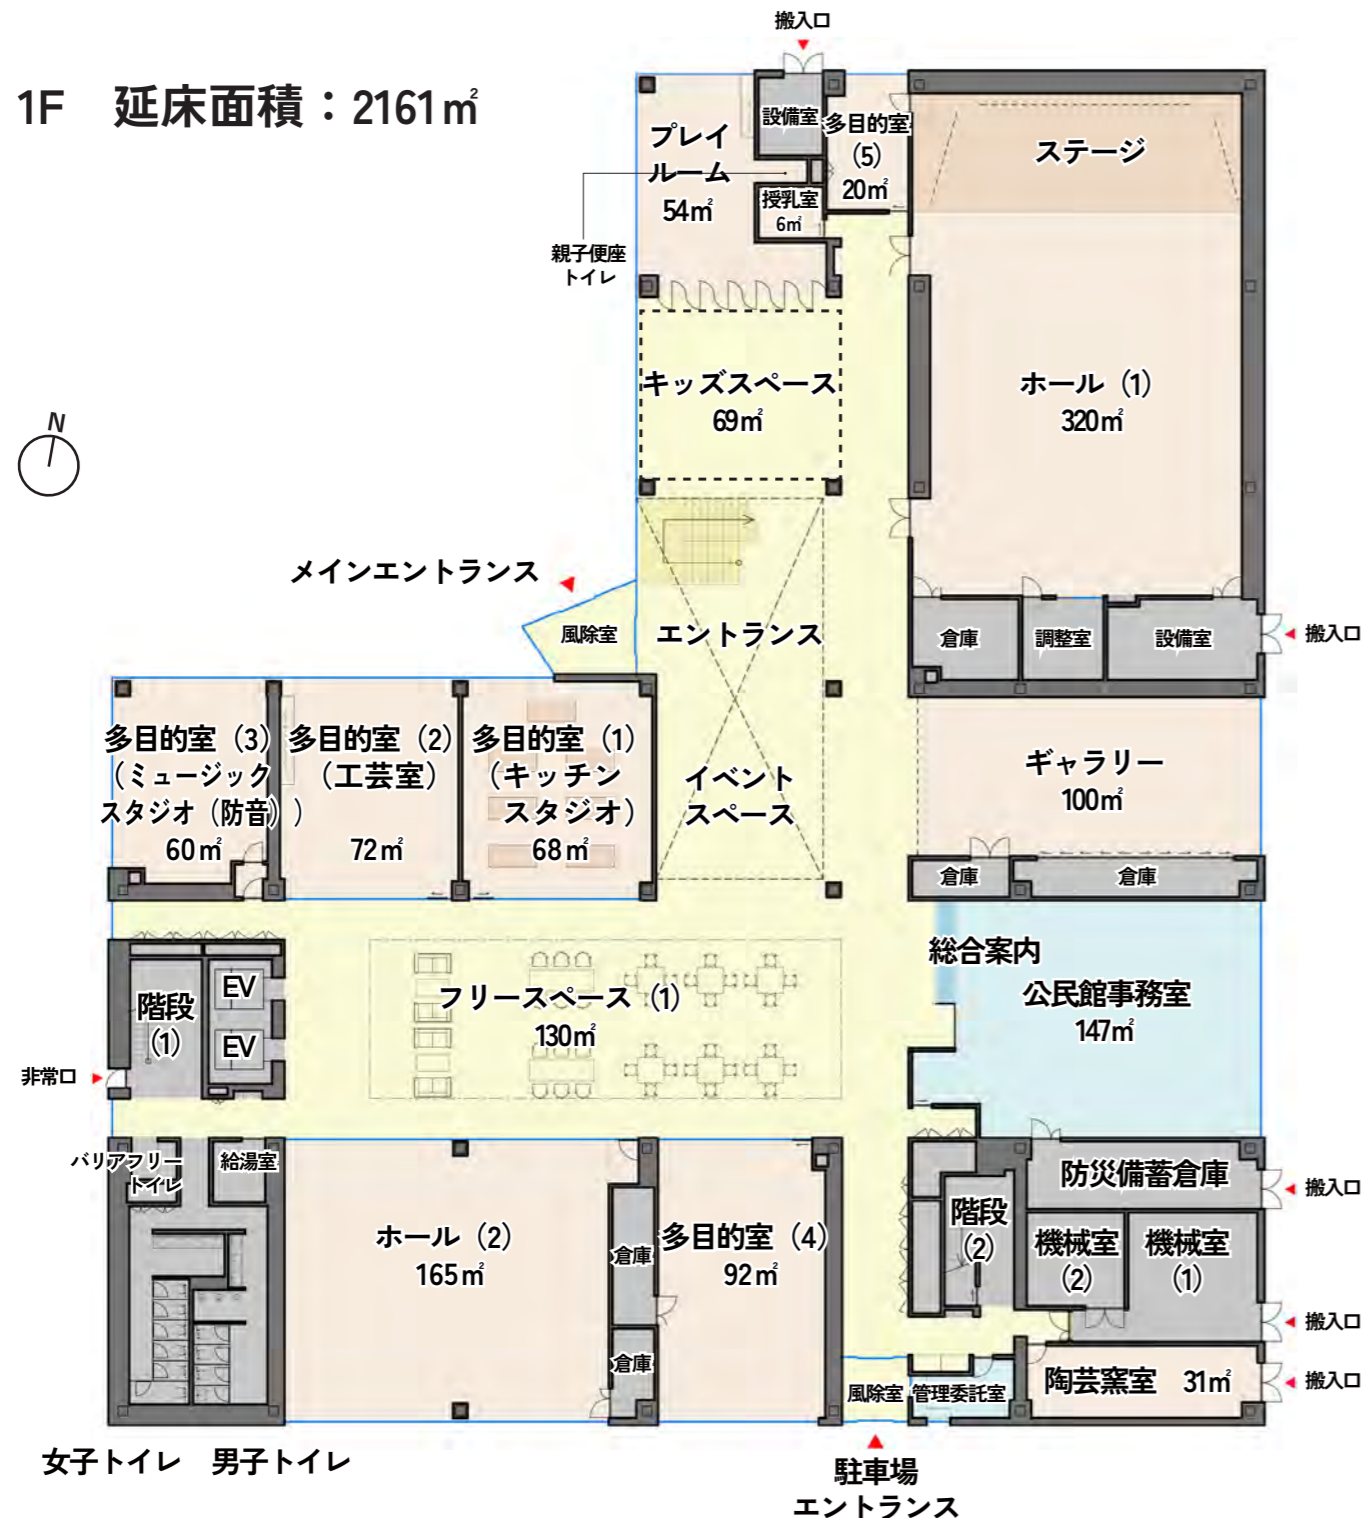 搬入口
1F 延床面積：2161㎡
プレイ
ルーム
54㎡
設備室
多目的室
(5)
20㎡
授乳室
6㎡
親子便座
トイレ
ステージ
キッズスペース
69㎡
ホール（1）
320㎡
N
メインエントランス
風除室
エントランス
倉庫
調整室
設備室
搬入口
多目的室（3）
（ミュージック
スタジオ（防音））
60㎡
多目的室（2）
（工芸室）
72㎡
多目的室（1）
（キッチン
スタジオ）
68㎡
イベント
スペース
ギャラリー
100㎡
倉庫
倉庫
総合案内
公民館事務室
147㎡
階段
(1)
EV
EV
フリースペース（1）
130㎡
非常口
バリアフリー
トイレ
給湯室
ホール（2）
165㎡
倉庫
倉庫
多目的室（4）
92㎡
階段
(2)
防災備蓄倉庫
搬入口
機械室
(2)
機械室
(1)
搬入口
陶芸窯室 31㎡
搬入口
風除室
管理委託室
女子トイレ 男子トイレ
駐車場
エントランス